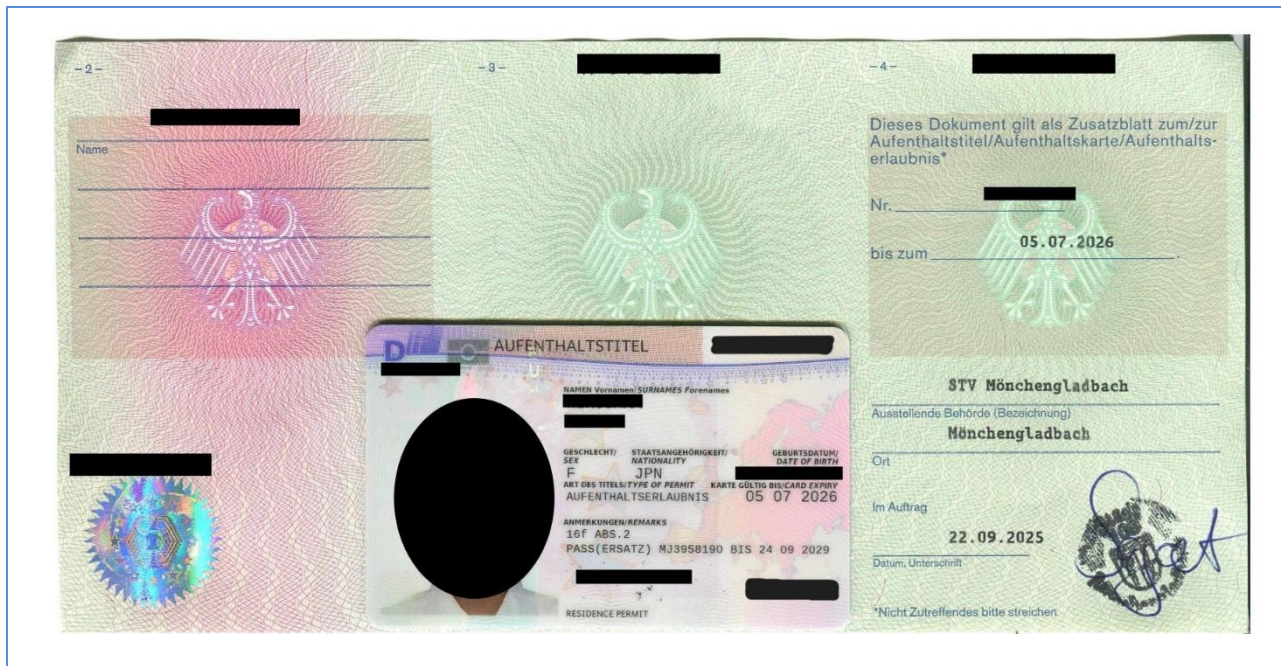 -2-
Name
-3-
-4-
Dieses Dokument gilt als Zusatzblatt zum/zur
Aufenthaltstitel/Aufenthaltskarte/Aufenthalts-
erlaubnis*
Nr.
bis zum 05.07.2026.
STV Mönchengladbach
Ausstellende Behörde (Bezeichnung)
Mönchengladbach
Ort
Im Auftrag
22.09.2025
Datum, Unterschrift
*Nicht Zutreffendes bitte streichen
D
AUFENTHALTSTITEL
NAMEN Vornamen/SURNAMES Forenames
GESCHLECHT/ STAATSANGEHÖRIGKEIT/ GEBURTSDATUM/
SEX NATIONALITY DATE OF BIRTH
F JPN
ART DES TITELS/TYPE OF PERMIT KARTE GÜLTIG BIS/CARD EXPIRY
AUFENTHALTSERLAUBNIS 05 07 2026
ANMERKUNGEN/REMARKS
16f ABS.2
PASS(ERSATZ) MJ3958190 BIS 24 09 2029
RESIDENCE PERMIT